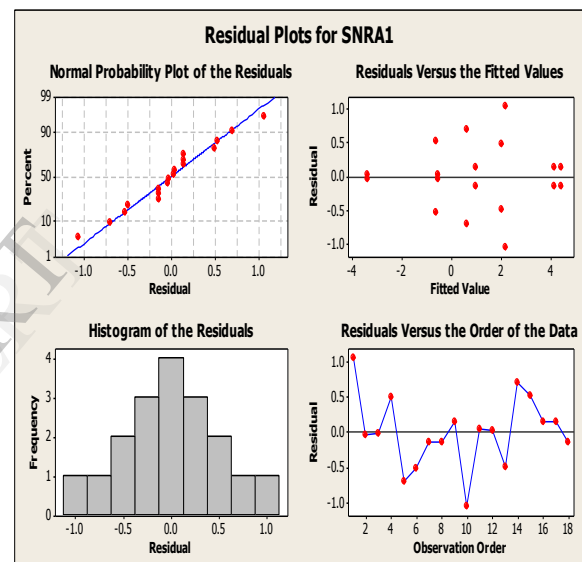 Residual Plots for SNRA1
Normal Probability Plot of the Residuals
99
90
50
10
1
Percent
-1.0 -0.5 0.0 0.5 1.0
Residual
Residuals Versus the Fitted Values
1.0
0.5
0.0
-0.5
-1.0
Residual
-4 -2 0 2 4
Fitted Value
Histogram of the Residuals
4
3
2
1
0
Frequency
-1.0 -0.5 0.0 0.5 1.0
Residual
Residuals Versus the Order of the Data
1.0
0.5
0.0
-0.5
-1.0
Residual
2 4 6 8 10 12 14 16 18
Observation Order